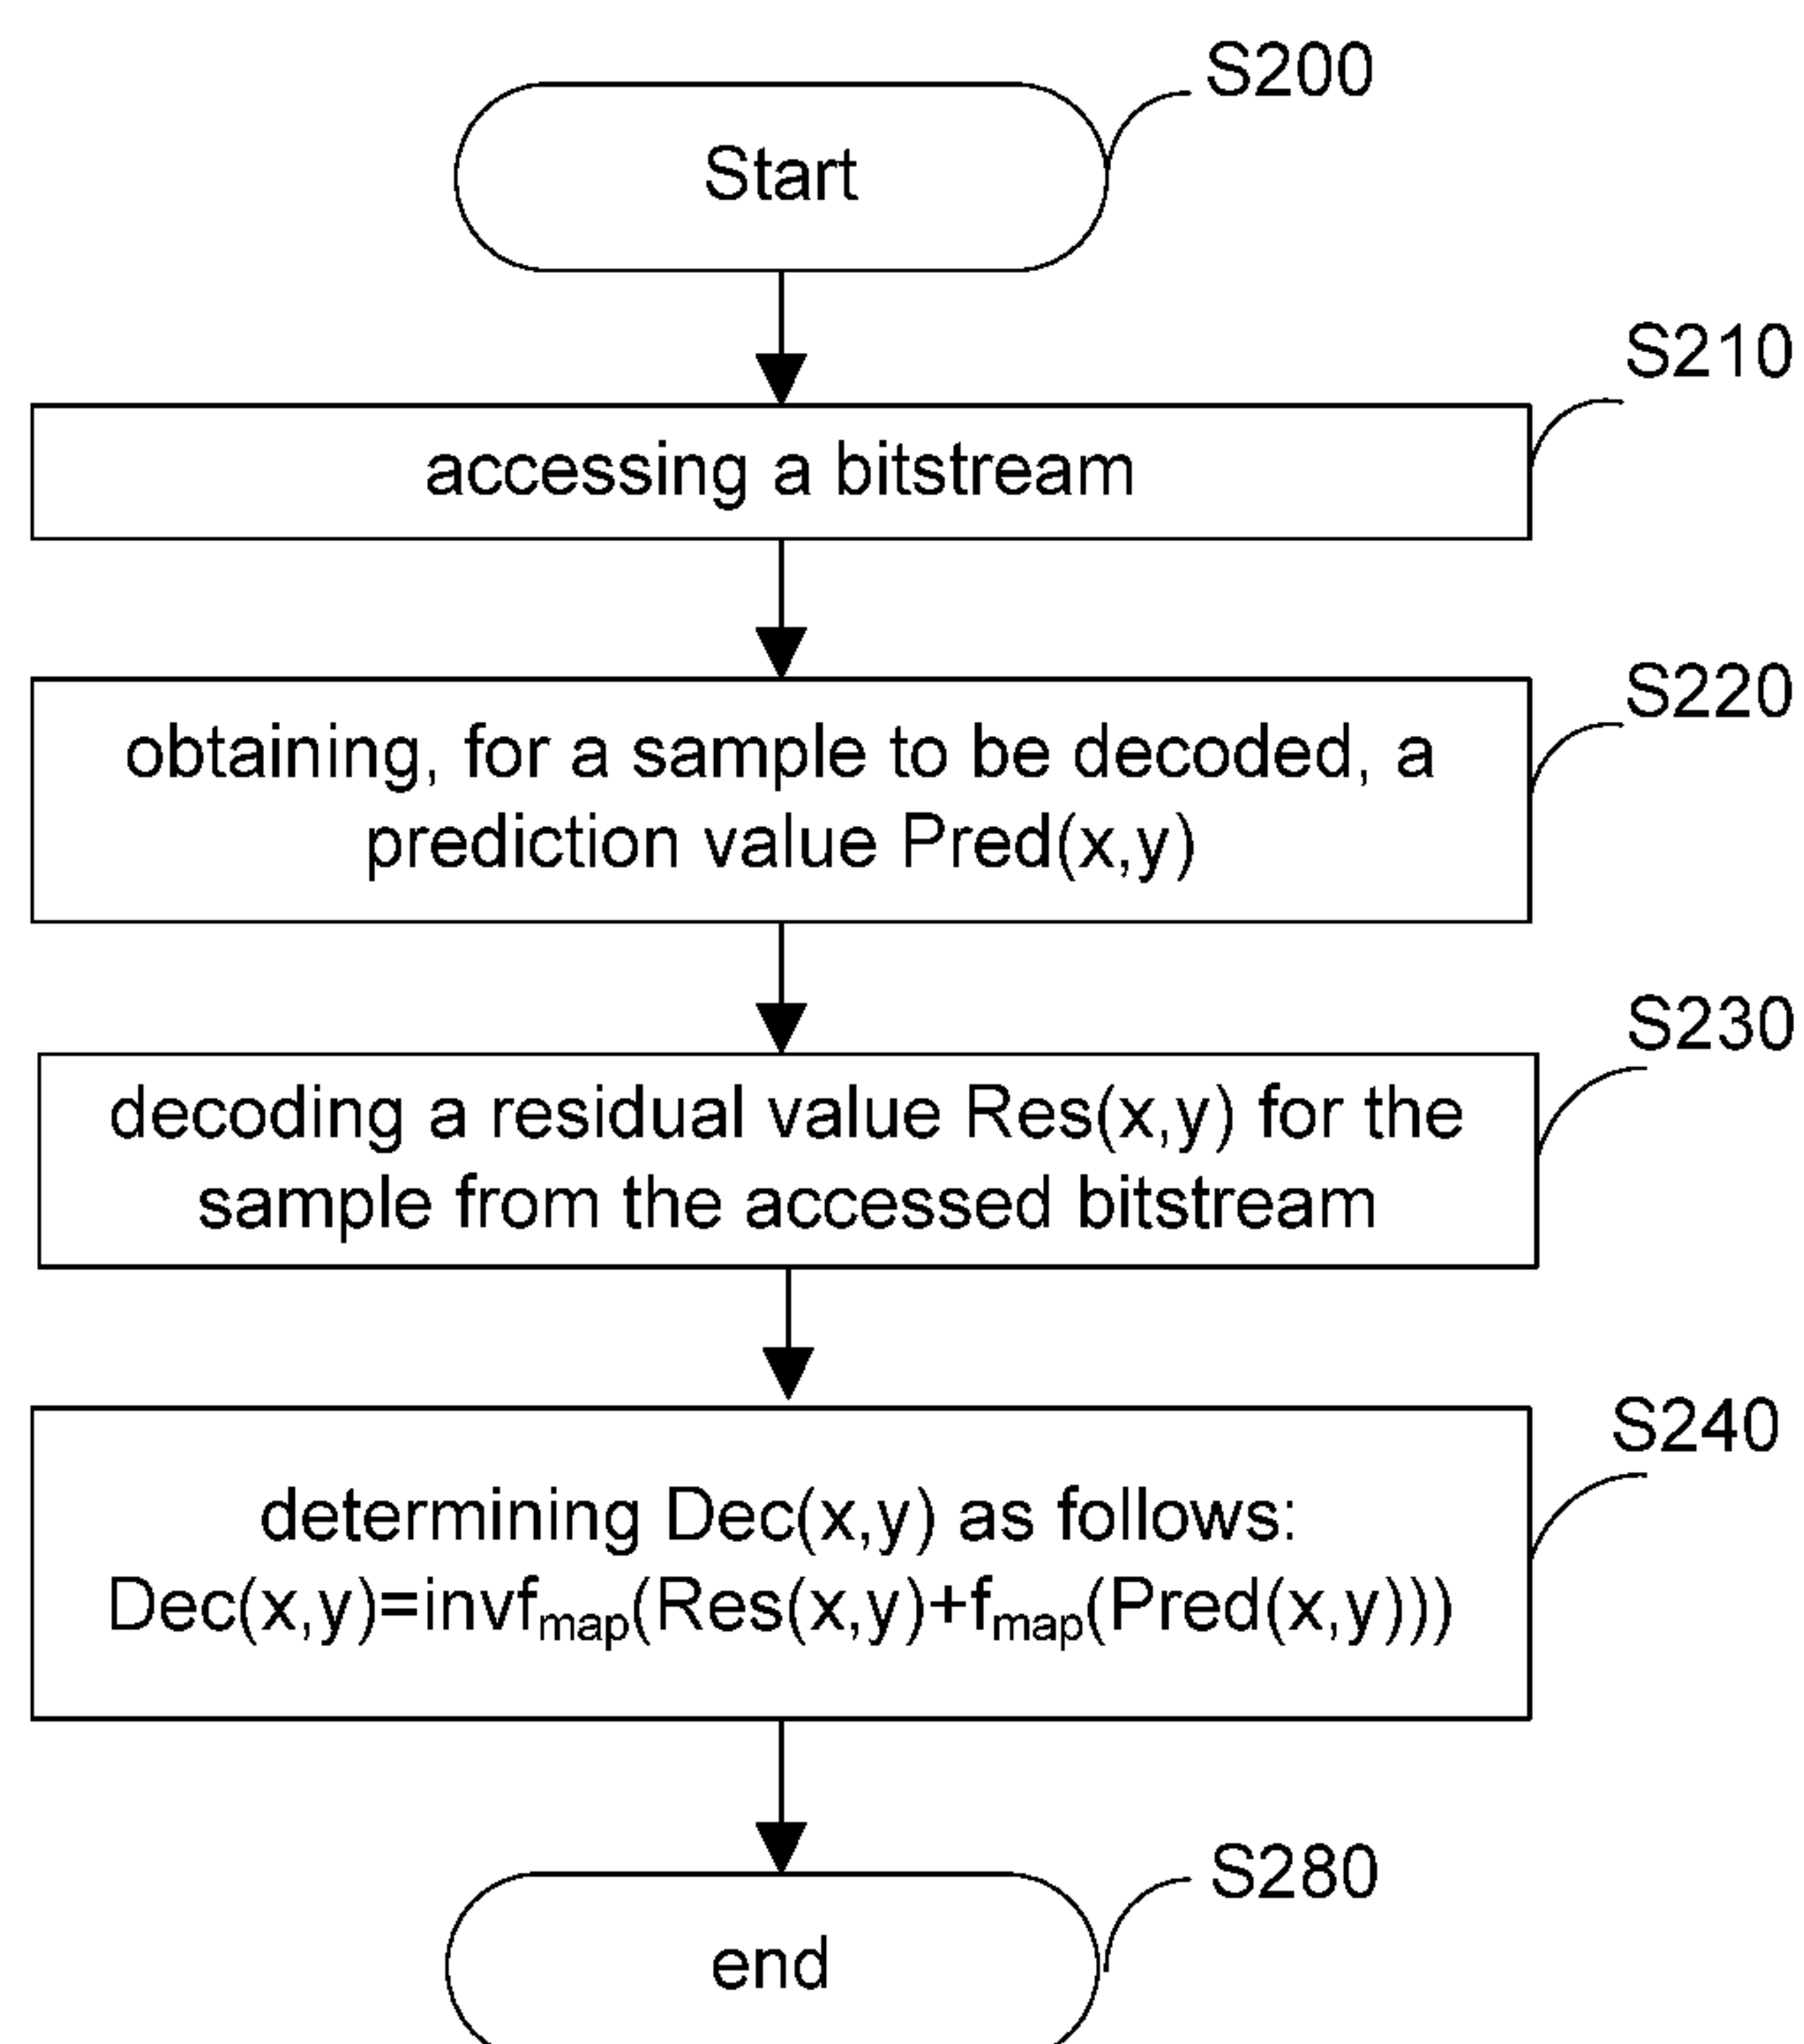 S200
Start
S210
accessing a bitstream
S220
obtaining, for a sample to be decoded, a
prediction value Pred(x,y)
S230
decoding a residual value Res(x,y) for the
sample from the accessed bitstream
S240
determining Dec(x,y) as follows:
Dec(x,y)=invfmap(Res(x,y)+fmap(Pred(x,y)))
S280
end